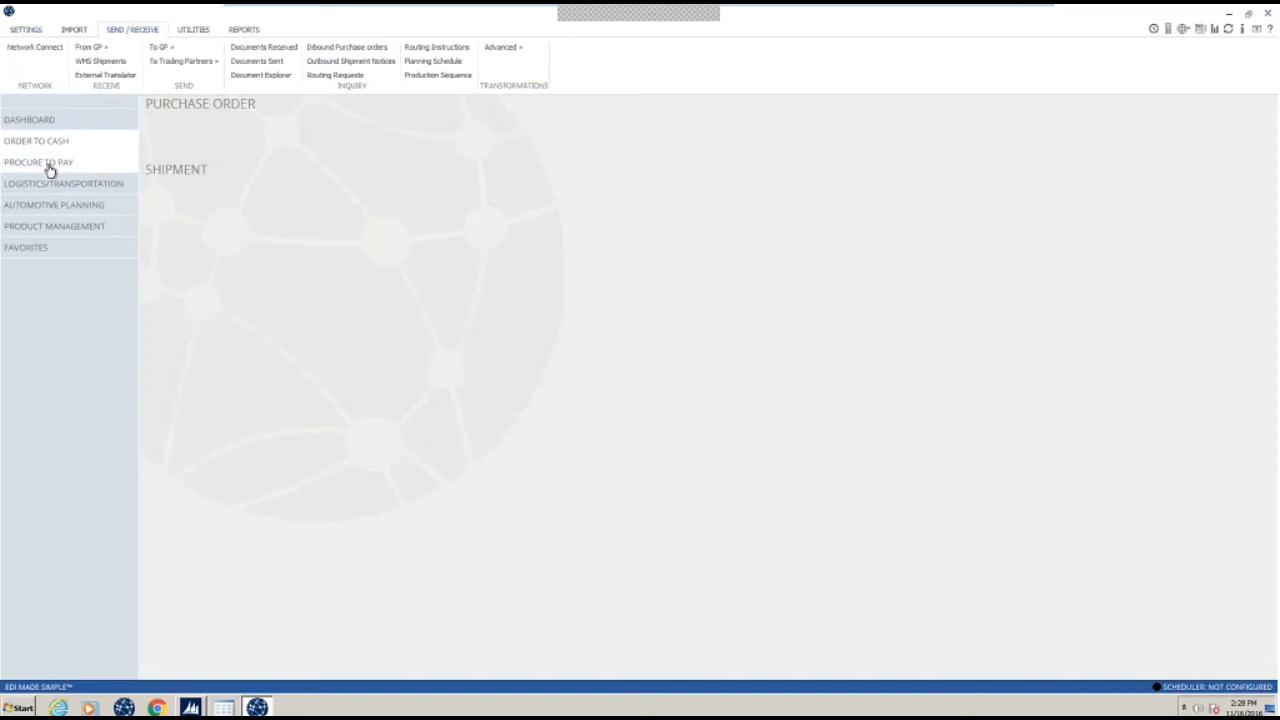 SETTINGS IMPORT SEND / RECEIVE UTILITIES REPORTS
Network Connect From GP » To GP » Documents Received Inbound Purchase orders Routing Instructions Advanced »
WMS Shipments To Trading Partners » Documents Sent Outbound Shipment Notices Planning Schedule
External Translator Document Explorer Routing Requests Production Sequence
NETWORK RECEIVE SEND INQUIRY TRANSFORMATIONS
PURCHASE ORDER
DASHBOARD
ORDER TO CASH
PROCURE TO PAY
SHIPMENT
LOGISTICS/TRANSPORTATION
AUTOMOTIVE PLANNING
PRODUCT MANAGEMENT
FAVORITES
EDI MADE SIMPLE™ SCHEDULER: NOT CONFIGURED
Start 2:28 PM
11/16/2016